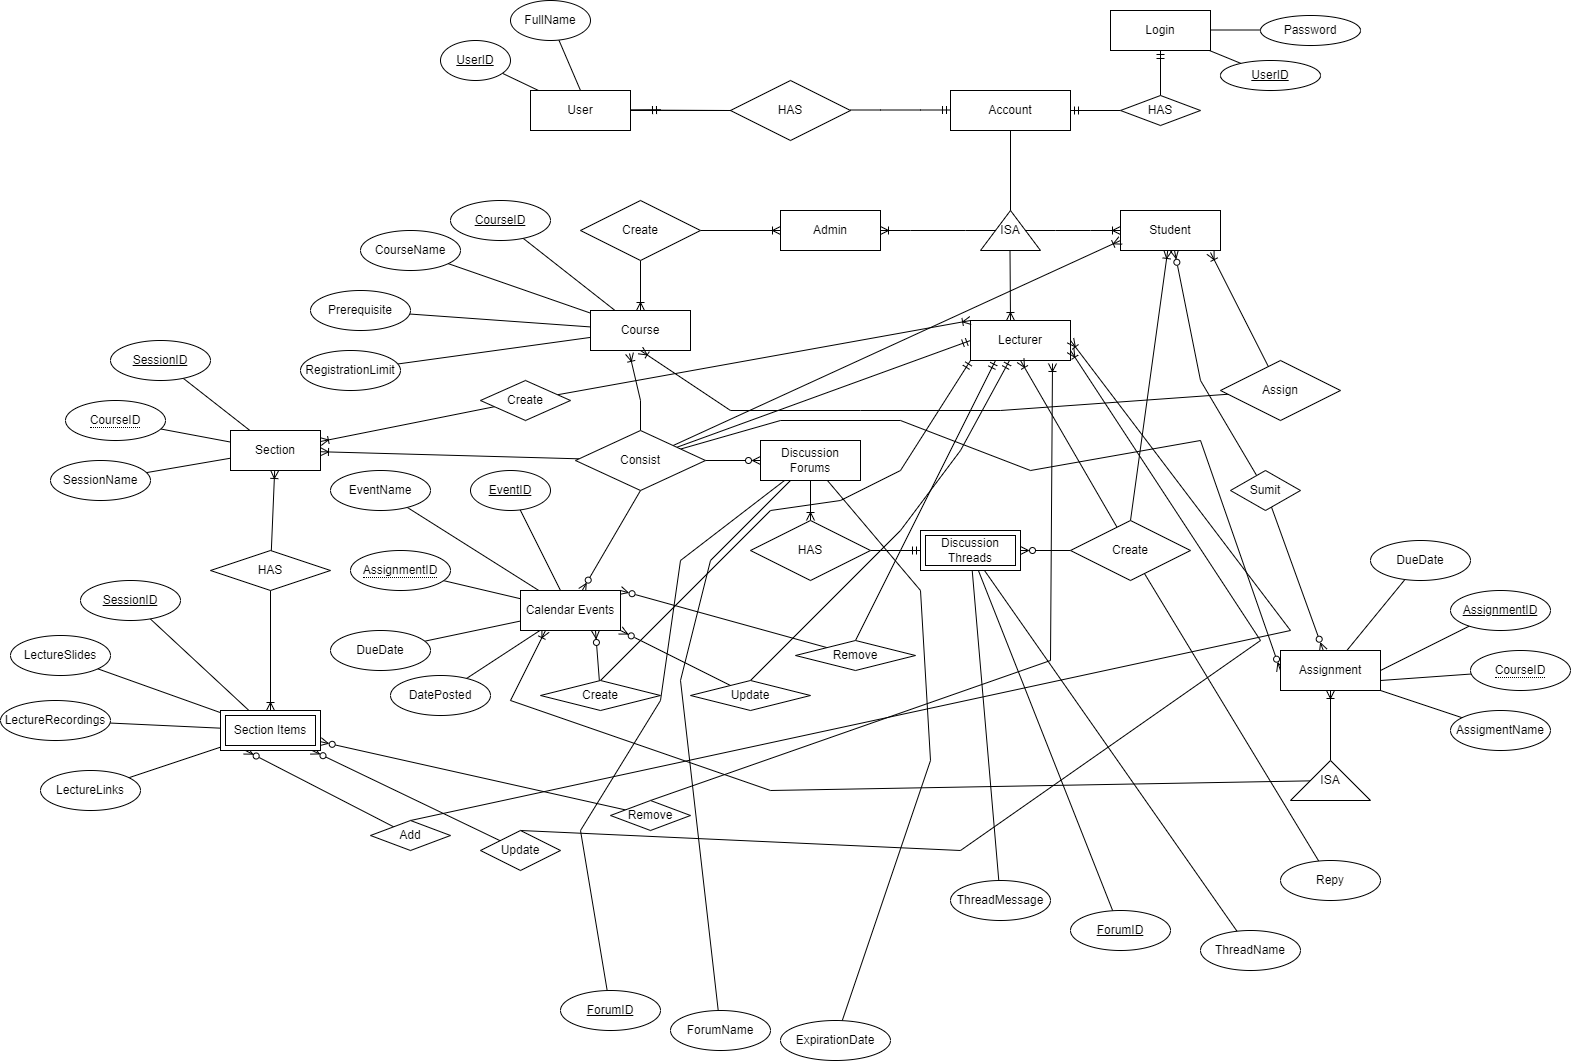 FullName
Login
Password
UserID
UserID
User
HAS
Account
HAS
CourseID
Create
Admin
ISA
Student
CourseName
Prerequisite
Course
Lecturer
SessionID
RegistrationLimit
Create
Assign
CourseID
Section
Consist
Discussion
Forums
SessionName
EventName
EventID
Sumit
HAS
AssignmentID
HAS
Discussion
Threads
Create
DueDate
SessionID
Calendar Events
AssignmentID
LectureSlides
DueDate
Remove
Assignment
CourseID
DatePosted
Create
Update
LectureRecordings
Section Items
AssigmentName
LectureLinks
ISA
Remove
Add
Update
Repy
ThreadMessage
ForumID
ThreadName
ForumID
ForumName
ExpirationDate